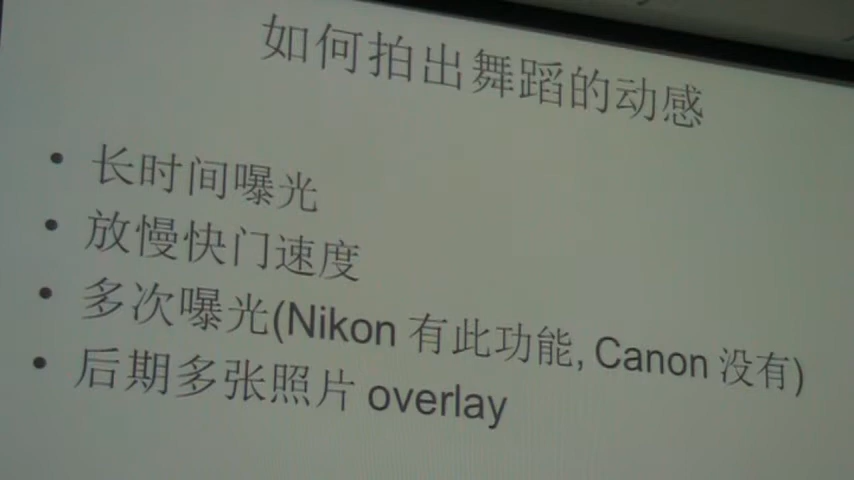 如何拍出舞蹈的动感
• 长时间曝光
• 放慢快门速度
• 多次曝光(Nikon 有此功能, Canon 没有)
• 后期多张照片 overlay